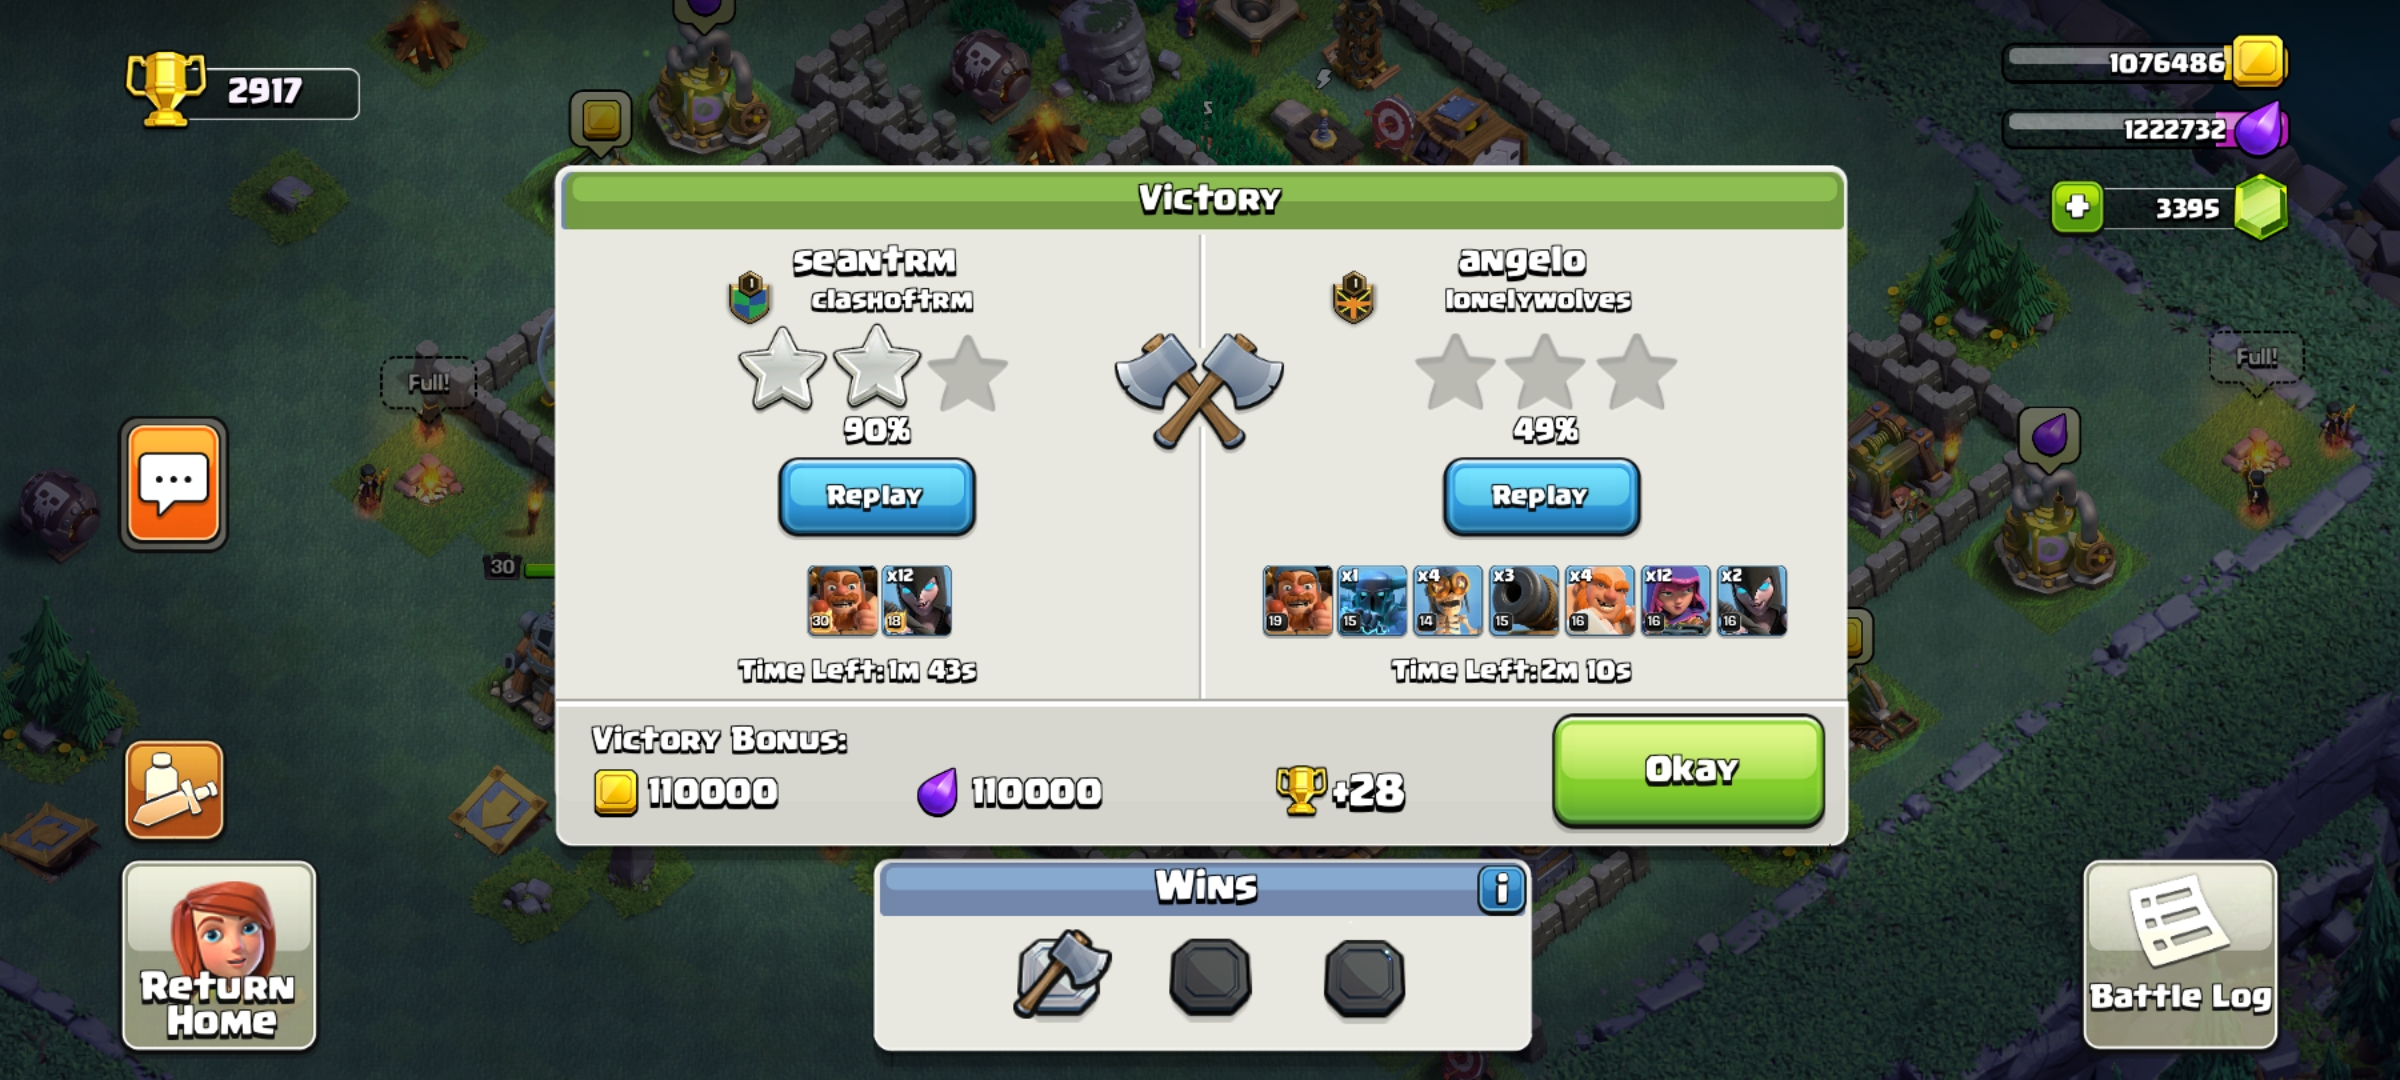 2917
1076486
1222732
3395
Victory
seantrm
clashoftrm
90%
Replay
30
x12
18
Time Left: 1m 43s
angelo
lonelywolves
49%
Replay
19
x1
15
x4
14
x3
15
x4
16
x12
16
x2
16
Time Left: 2m 10s
Full!
Full!
30
Victory Bonus:
110000
110000
+28
Okay
Wins
i
Return
Home
Battle Log